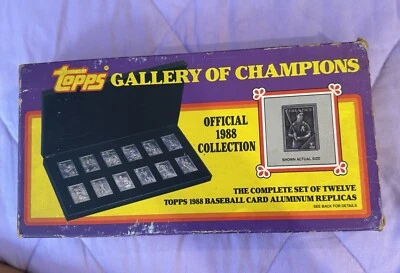 Topps GALLERY OF CHAMPIONS
OFFICIAL
1988
COLLECTION
SHOWN ACTUAL SIZE
THE COMPLETE SET OF TWELVE
TOPPS 1988 BASEBALL CARD ALUMINUM REPLICAS
SEE BACK FOR DETAILS